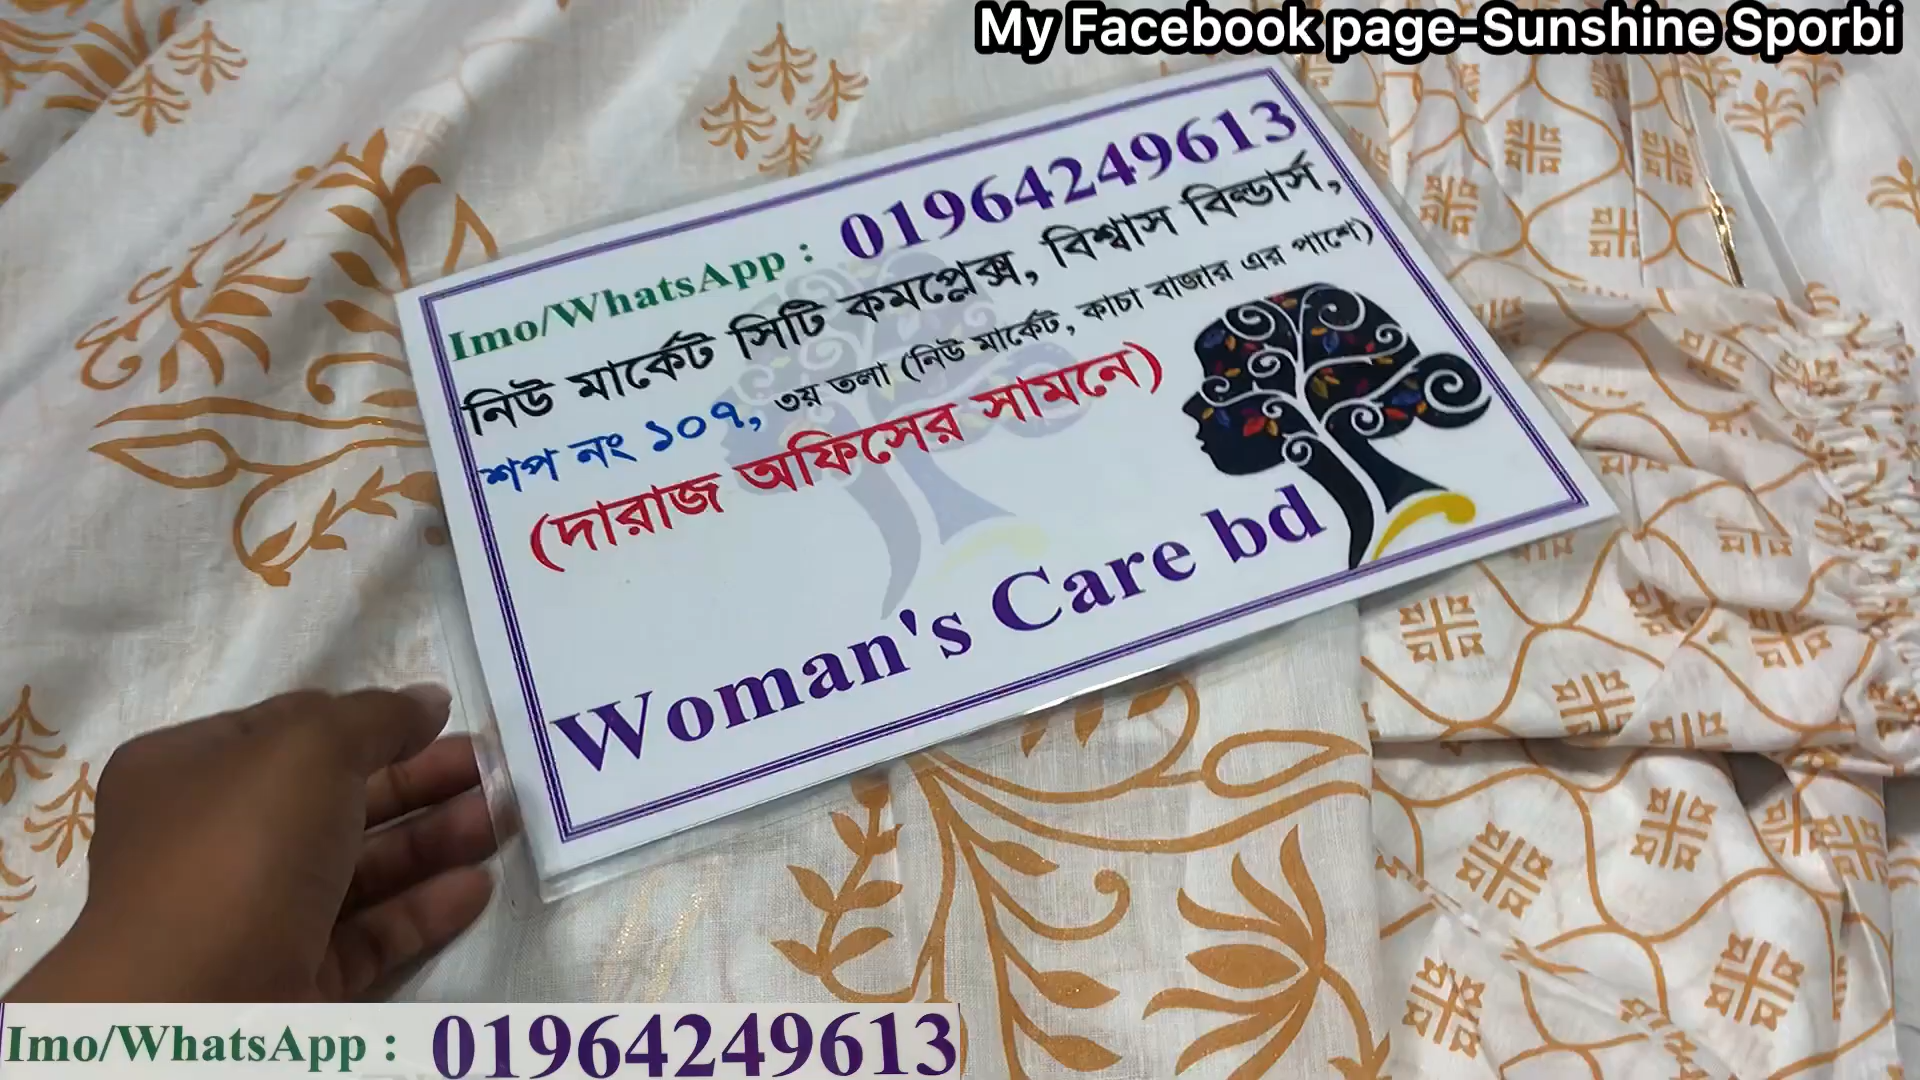 My Facebook page-Sunshine Sporbi
Imo/WhatsApp : 01964249613
নিউ মার্কেট সিটি কমপ্লেক্স, বিশ্বাস বিল্ডার্স,
শপ নং ১০৭, ৩য় তলা (নিউ মার্কেট, কাচা বাজার এর পাশে)
(দারাজ অফিসের সামনে)
Woman's Care bd
Imo/WhatsApp : 01964249613